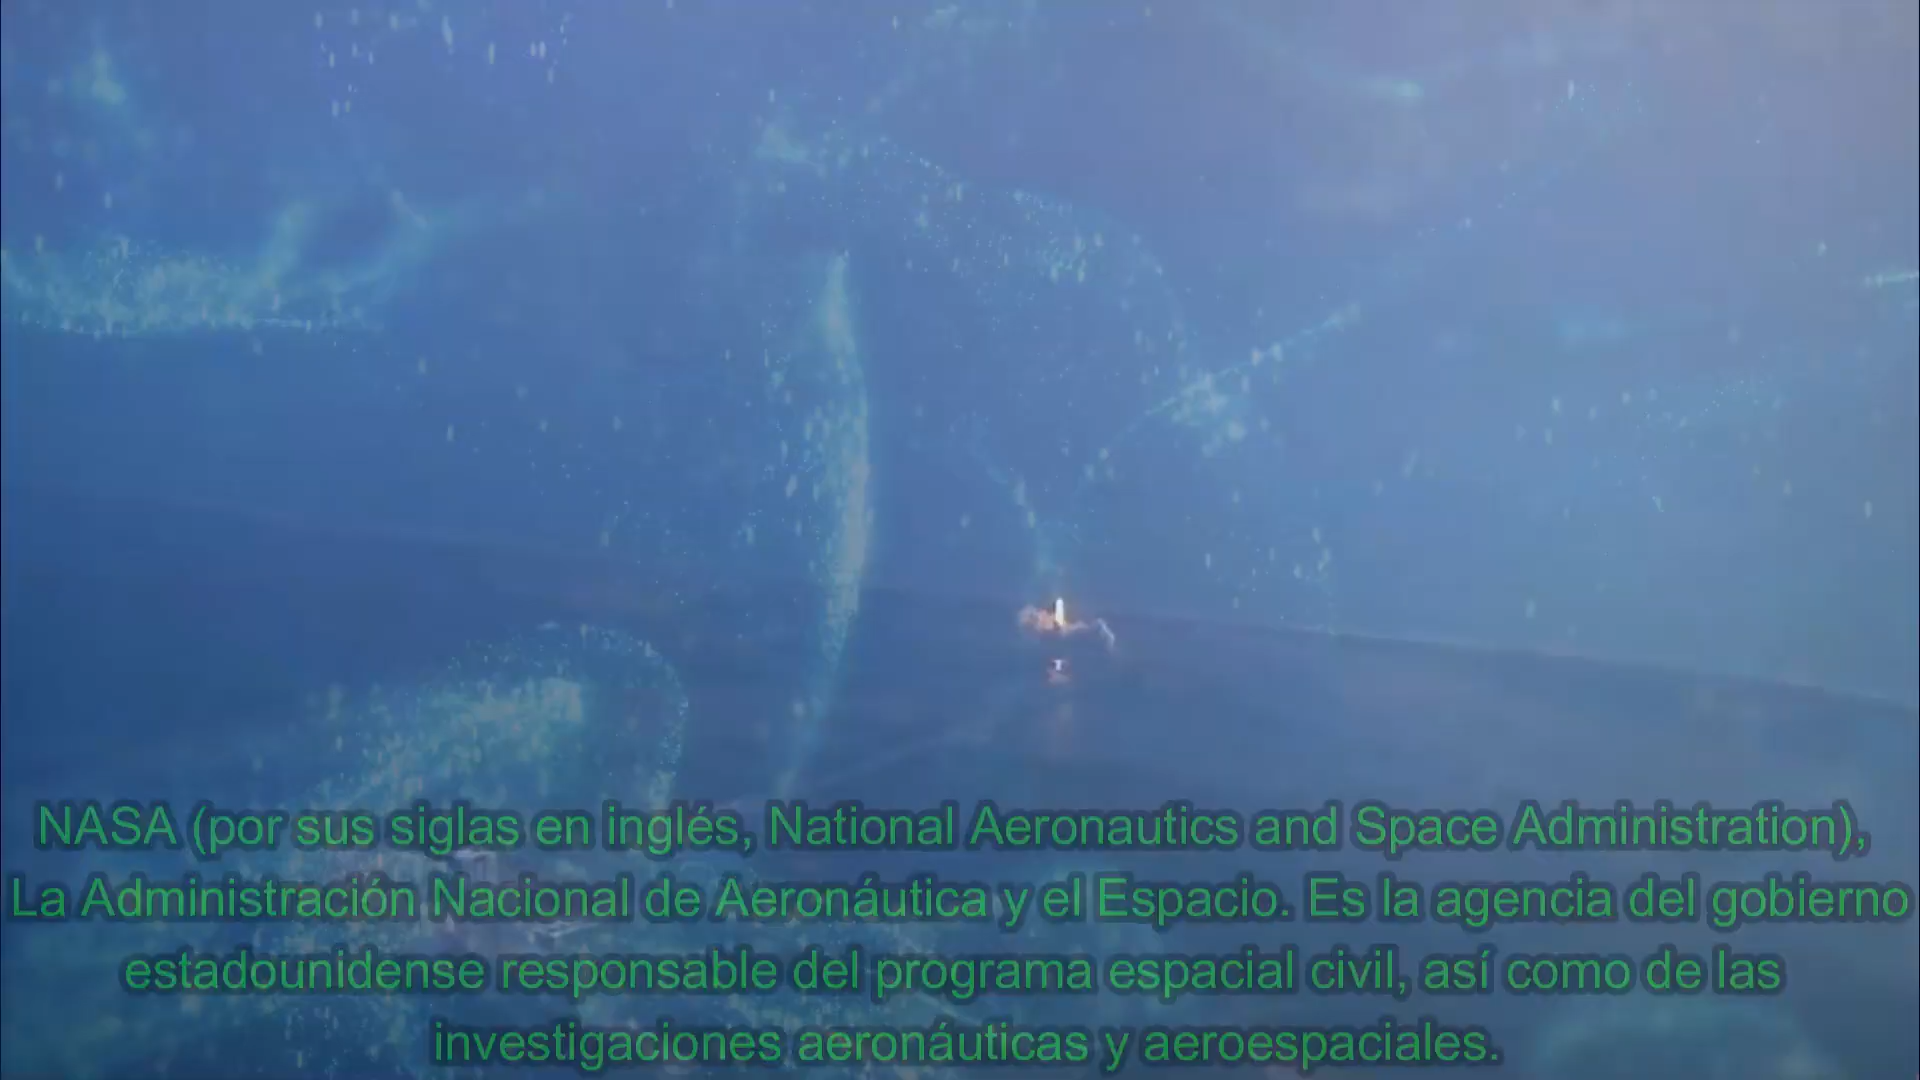 NASA (por sus siglas en inglés, National Aeronautics and Space Administration),
La Administración Nacional de Aeronáutica y el Espacio. Es la agencia del gobierno
estadounidense responsable del programa espacial civil, así como de las
investigaciones aeronáuticas y aeroespaciales.